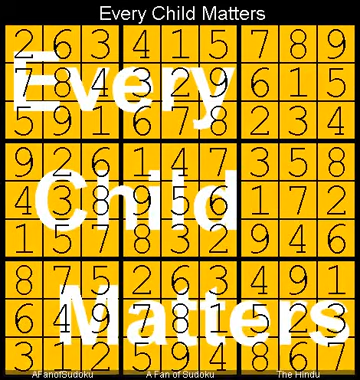 Every Child Matters
2 6 3 4 1 5 7 8 9
7 8 4 3 2 9 6 1 5
5 9 1 6 7 8 2 3 4
9 2 6 1 4 7 3 5 8
4 3 8 9 5 6 1 7 2
1 5 7 8 3 2 9 4 6
8 7 5 2 6 3 4 9 1
6 4 9 7 8 1 5 2 3
3 1 2 5 9 4 8 6 7
Every
Child
Matters
AFanofSudoku A Fan of Sudoku The Hindu